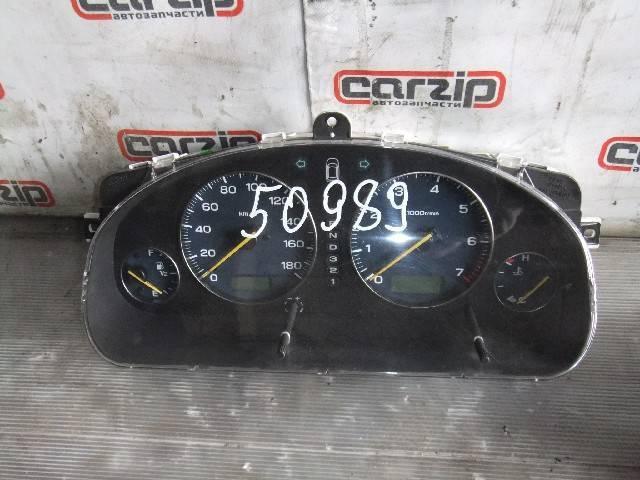 carzip
автозапчасти
carzip
автозапчасти
carzip
carzip
50989
0 20 40 60 80 100 120 140 160 180
km/h
N
D
3
2
1
0 1 2 3 4 5 6 7
x1000r/min
F
E
H